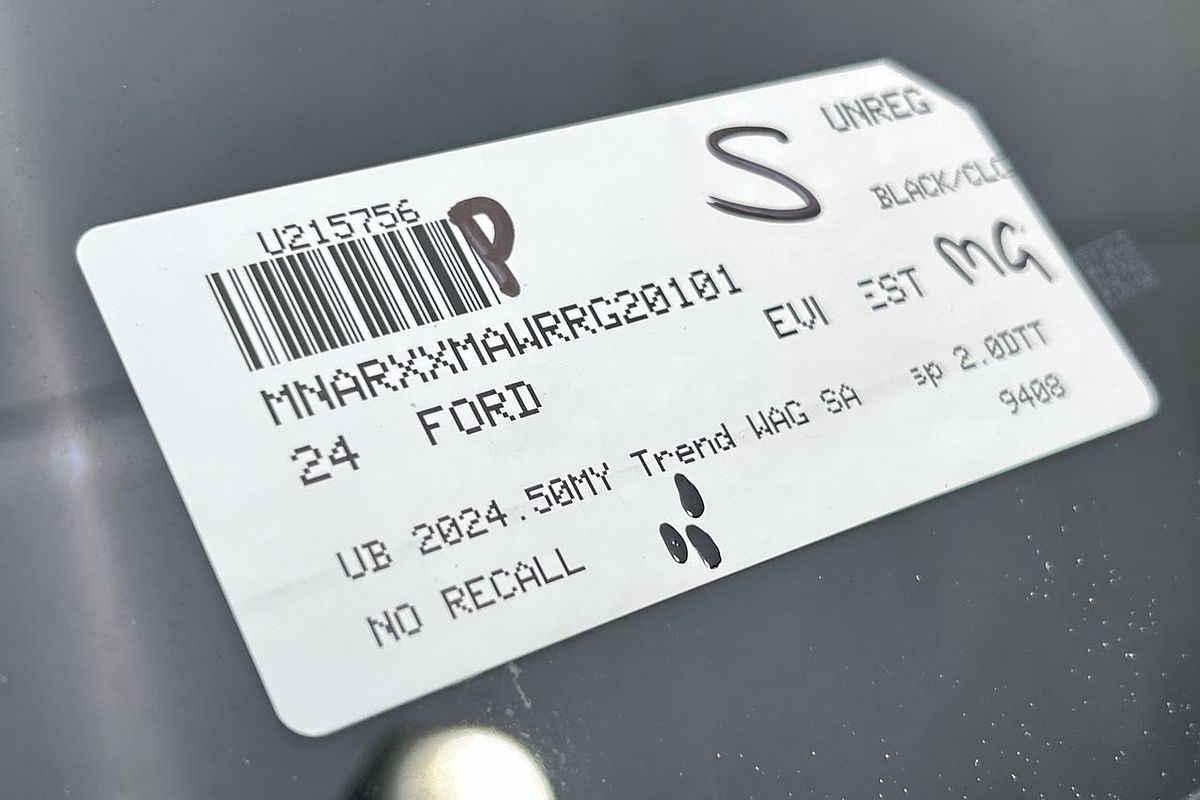 UNREG
S
U215756 P
BLACK/CLO
MNARXXMAWRRG20101 EVI EST MG
24 FORD
UB 2024.50MY Trend WAG SA sp 2.0DTT
9408
NO RECALL